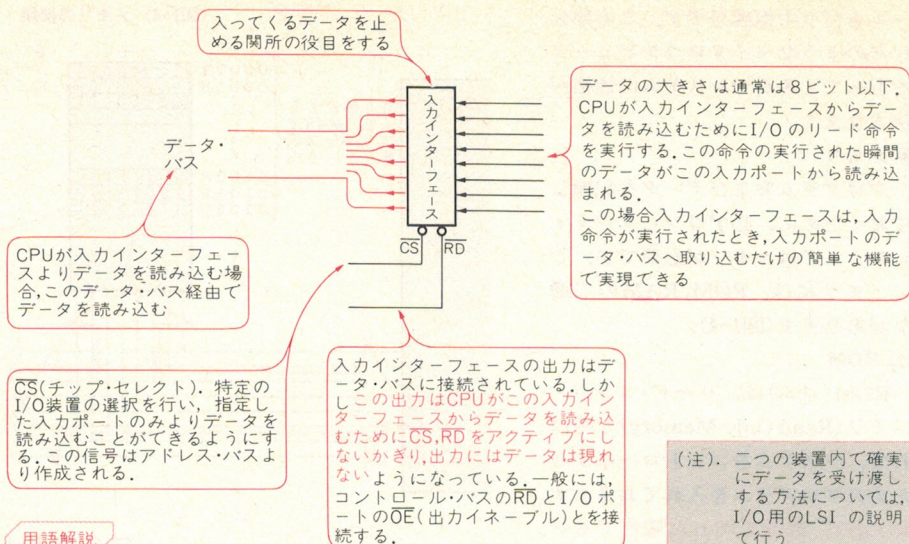 入ってくるデータを止
める関所の役目をする
入力インターフェース
データ・
バス
データの大きさは通常は8ビット以下.
CPUが入力インターフェースからデー
タを読み込むためにI/Oのリード命令
を実行する.この命令の実行された瞬間
のデータがこの入力ポートから読み込
まれる.
この場合入力インターフェースは,入力
命令が実行されたとき,入力ポートのデ
ータ・バスへ取り込むだけの簡単な機能
で実現できる
CS RD
CPUが入力インターフェー
スよりデータを読み込む場
合,このデータ・バス経由で
データを読み込む
CS(チップ・セレクト).特定の
I/O装置の選択を行い,指定し
た入力ポートのみよりデータを
読み込むことができるようにす
る.この信号はアドレス・バスよ
り作成される.
入力インターフェースの出力はデ
ータ・バスに接続されている.しか
しこの出力はCPUがこの入力イン
ターフェースからデータを読み込
むためにCS,RDをアクティブにし
ないかぎり,出力にはデータは現れ
ないようになっている.一般には,
コントロール・バスのRDとI/Oポ
ートのOE(出力イネーブル)とを接
続する.
(注).二つの装置内で確実
にデータを受け渡し
する方法については,
I/O用のLSI の説明
で行う
用語解説